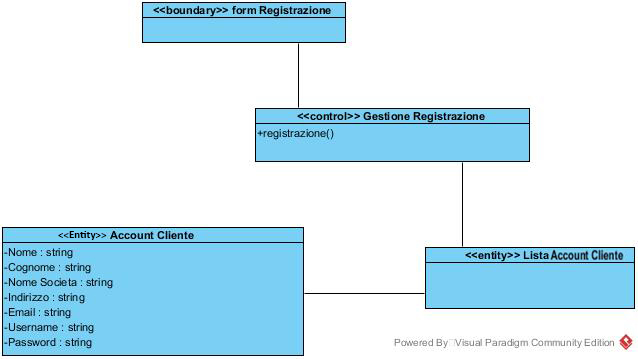 <<boundary>> form Registrazione
<<control>> Gestione Registrazione
+registrazione()
<<Entity>> Account Cliente
-Nome : string
-Cognome : string
-Nome Societa : string
-Indirizzo : string
-Email : string
-Username : string
-Password : string
<<entity>> Lista Account Cliente
Powered By Visual Paradigm Community Edition